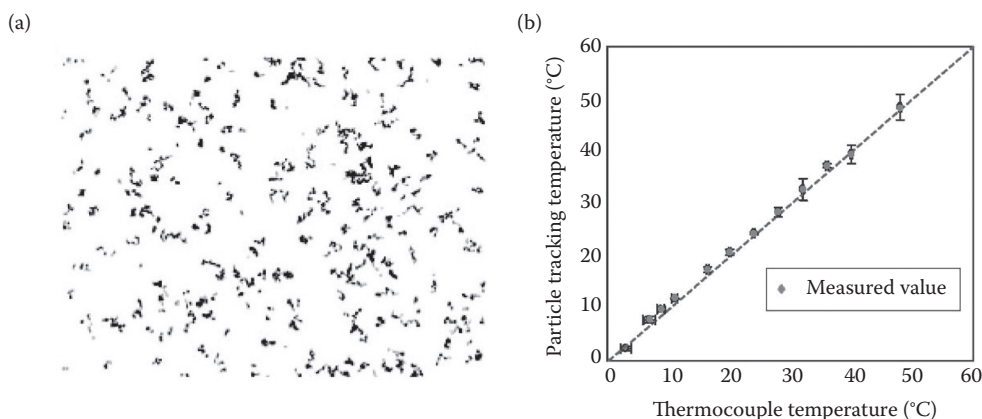 (a)
(b)
Particle tracking temperature (°C)
60
50
40
30
20
10
0
Measured value
0 10 20 30 40 50 60
Thermocouple temperature (°C)